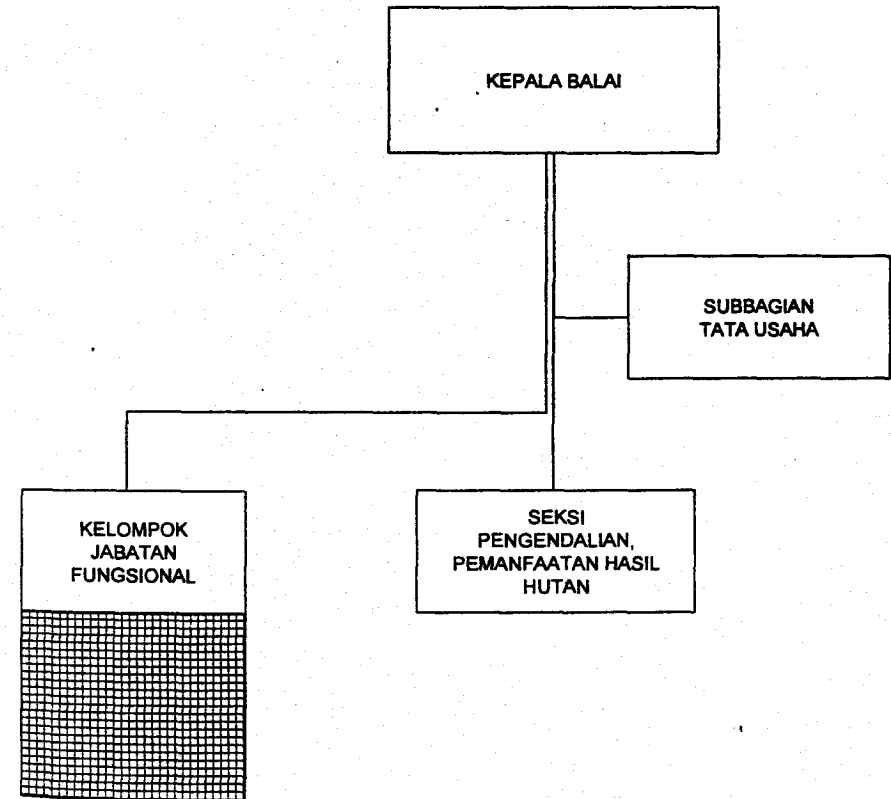 KEPALA BALAI
SUBBAGIAN
TATA USAHA
KELOMPOK
JABATAN
FUNGSIONAL
SEKSI
PENGENDALIAN,
PEMANFAATAN HASIL
HUTAN